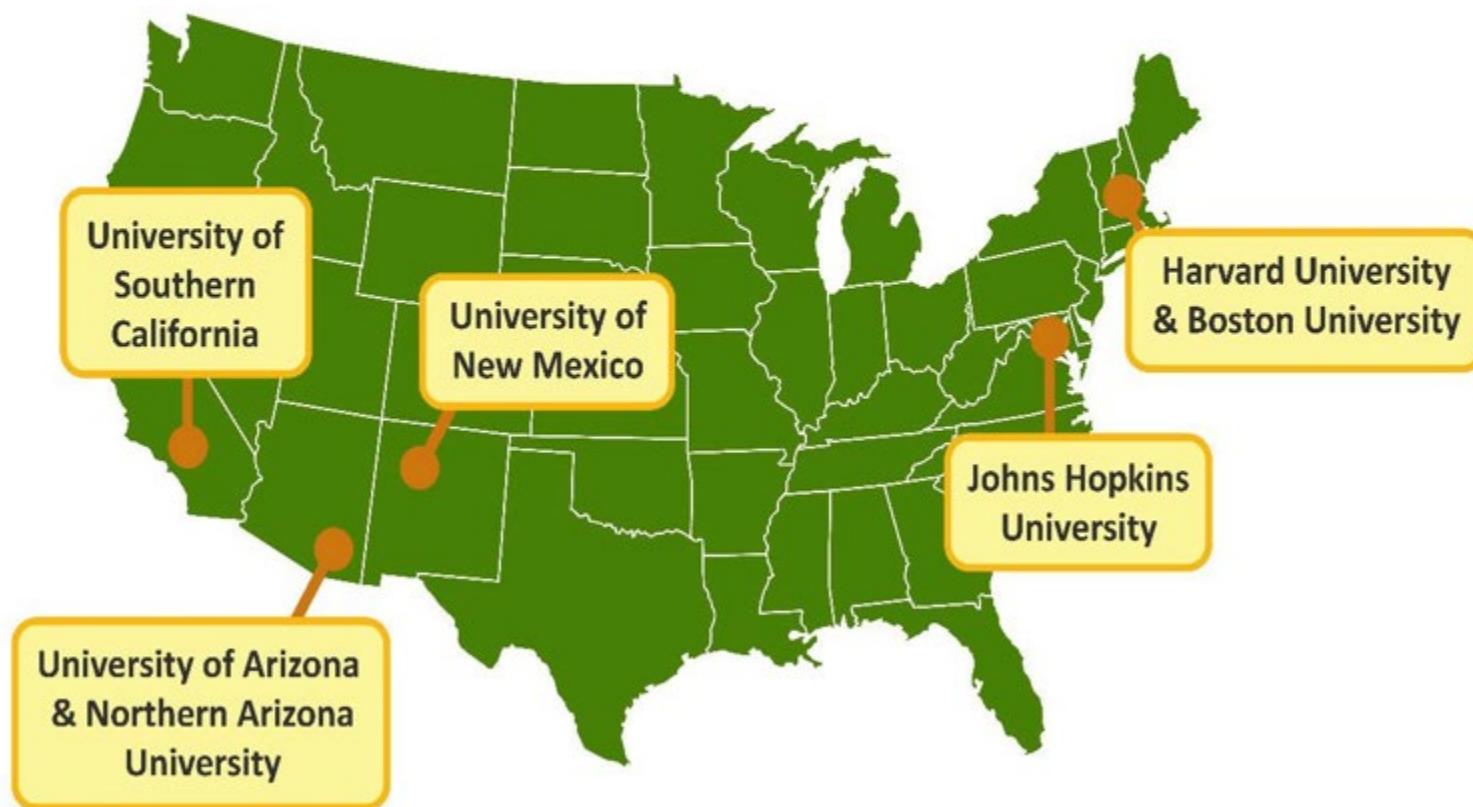 University of
Southern
California
University of
New Mexico
Harvard University
& Boston University
Johns Hopkins
University
University of Arizona
& Northern Arizona
University